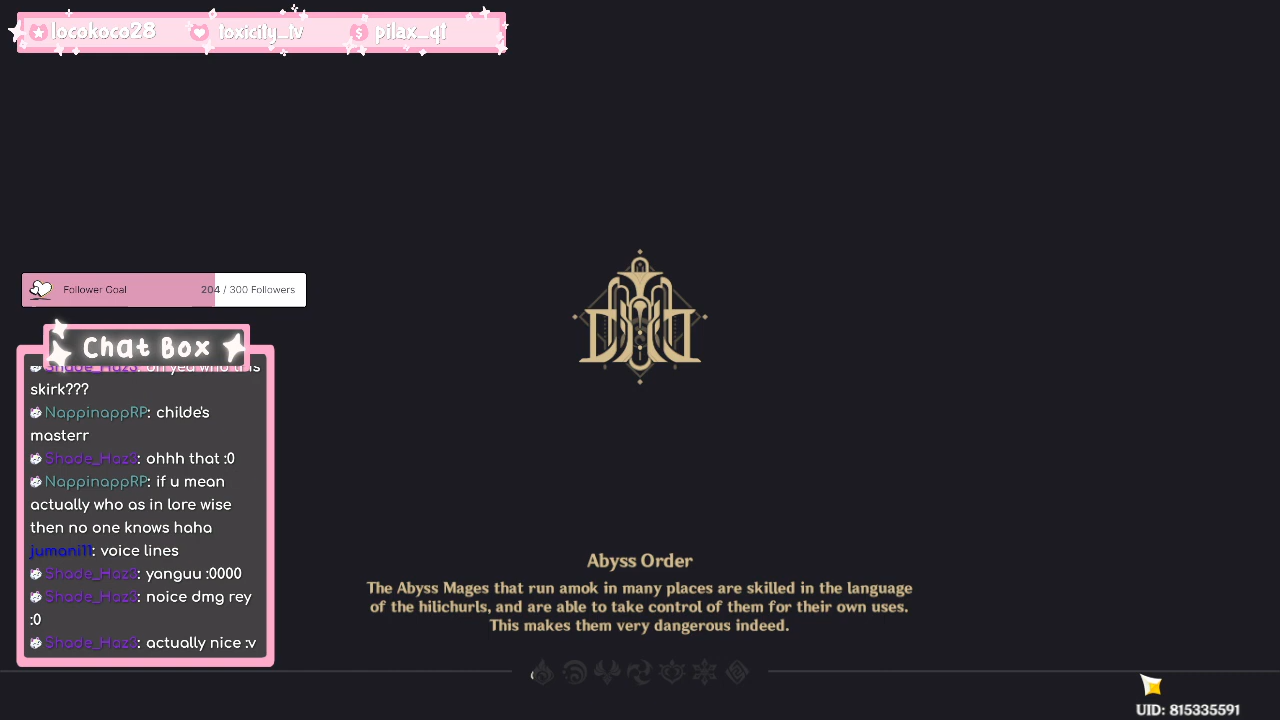 locokoco28
toxicity_tv
pilax_qt
Follower Goal
204 / 300 Followers
Chat Box
skirk???
NappinappRP: childe's
masterr
Shade_Haz3: ohhh that :0
NappinappRP: if u mean
actually who as in lore wise
then no one knows haha
jumani11: voice lines
Shade_Haz3: yanguu :0000
Shade_Haz3: noice dmg rey
:0
Shade_Haz3: actually nice :v
Abyss Order
The Abyss Mages that run amok in many places are skilled in the language
of the hilichurls, and are able to take control of them for their own uses.
This makes them very dangerous indeed.
UID: 815335591